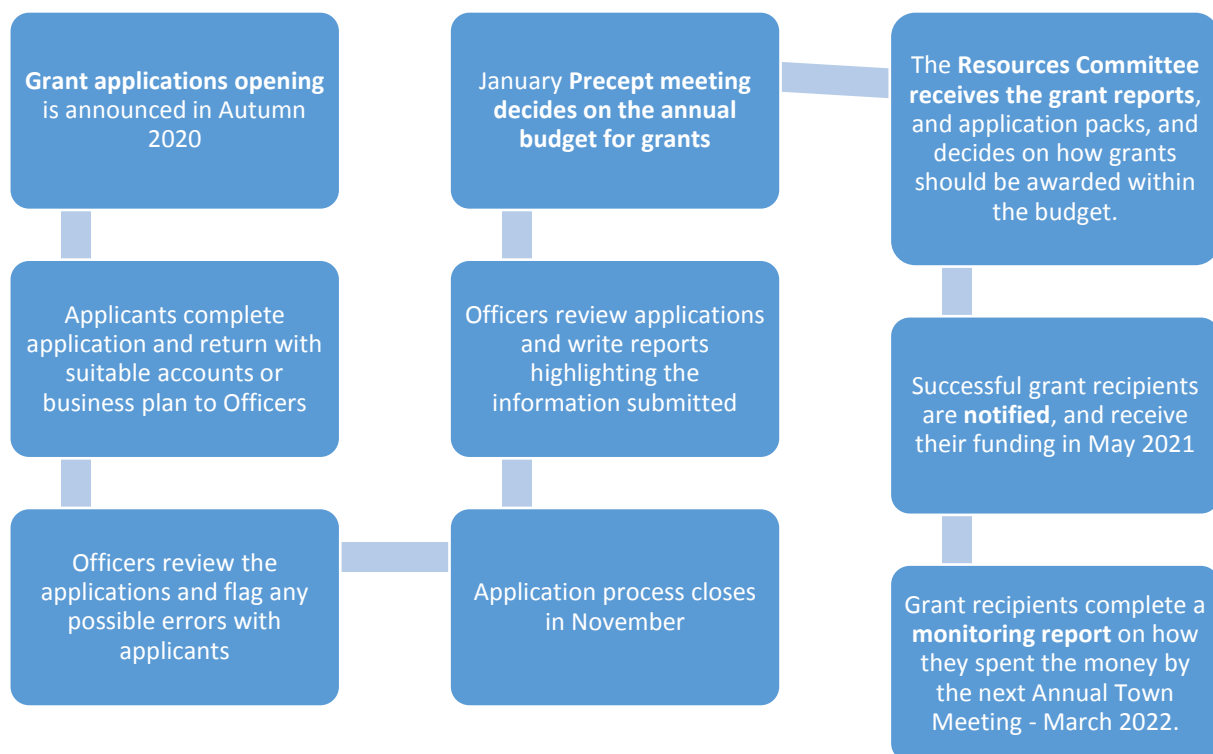 Grant applications opening
is announced in Autumn
2020
Applicants complete
application and return with
suitable accounts or
business plan to Officers
Officers review the
applications and flag any
possible errors with
applicants
Application process closes
in November
Officers review applications
and write reports
highlighting the
information submitted
January Precept meeting
decides on the annual
budget for grants
The Resources Committee
receives the grant reports,
and application packs, and
decides on how grants
should be awarded within
the budget.
Successful grant recipients
are notified, and receive
their funding in May 2021
Grant recipients complete a
monitoring report on how
they spent the money by
the next Annual Town
Meeting - March 2022.